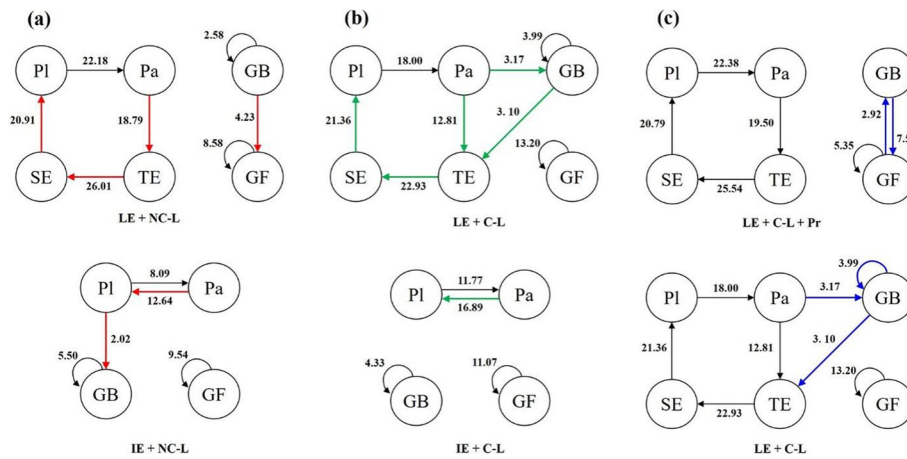 (a)
(b)
(c)
2.58
3.99
Pl
22.18
Pa
GB
Pl
18.00
Pa
3.17
GB
Pl
22.38
Pa
GB
20.91
18.79
4.23
21.36
12.81
3. 10
20.79
19.50
2.92
8.58
13.20
5.35
SE
26.01
TE
GF
SE
22.93
TE
GF
SE
25.54
TE
GF
LE + NC-L
LE + C-L
LE + C-L + Pr
Pl
8.09
12.64
Pa
Pl
11.77
16.89
Pa
3.99
Pl
18.00
Pa
3.17
GB
2.02
3. 10
21.36
12.81
5.50
9.54
4.33
11.07
13.20
GB
GF
GB
GF
SE
22.93
TE
GF
IE + NC-L
IE + C-L
LE + C-L